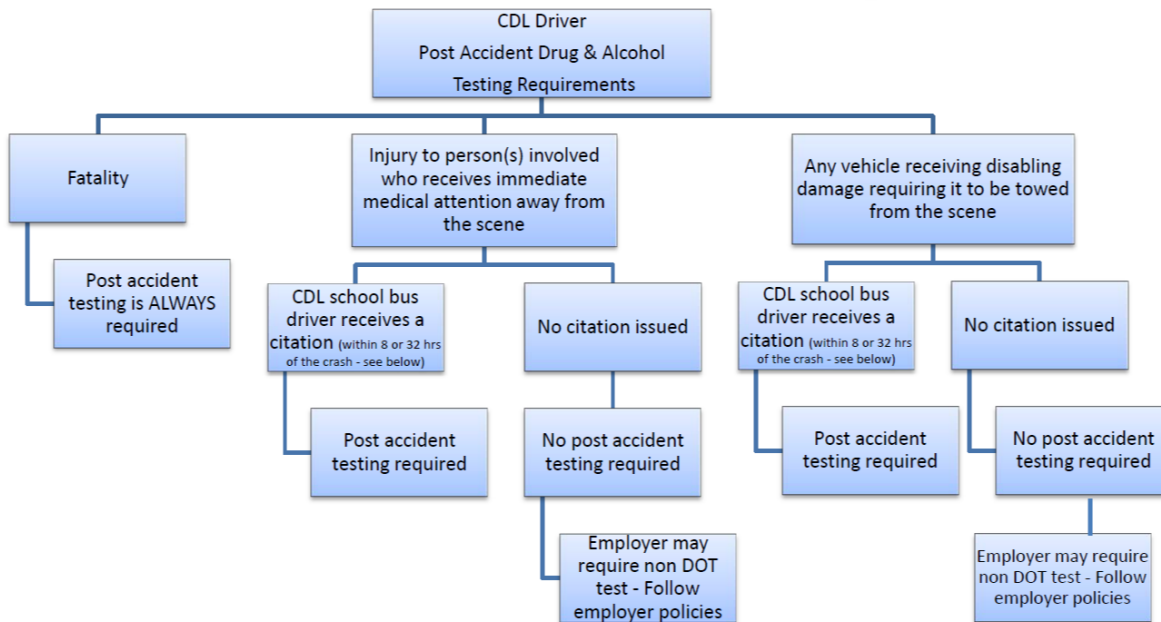 CDL Driver
Post Accident Drug & Alcohol
Testing Requirements
Fatality
Post accident
testing is ALWAYS
required
Injury to person(s) involved
who receives immediate
medical attention away from
the scene
CDL school bus
driver receives a
citation (within 8 or 32 hrs
of the crash - see below)
Post accident
testing required
No citation issued
No post accident
testing required
Employer may
require non DOT
test - Follow
employer policies
Any vehicle receiving disabling
damage requiring it to be towed
from the scene
CDL school bus
driver receives a
citation (within 8 or 32 hrs
of the crash - see below)
Post accident
testing required
No citation issued
No post accident
testing required
Employer may require
non DOT test - Follow
employer policies